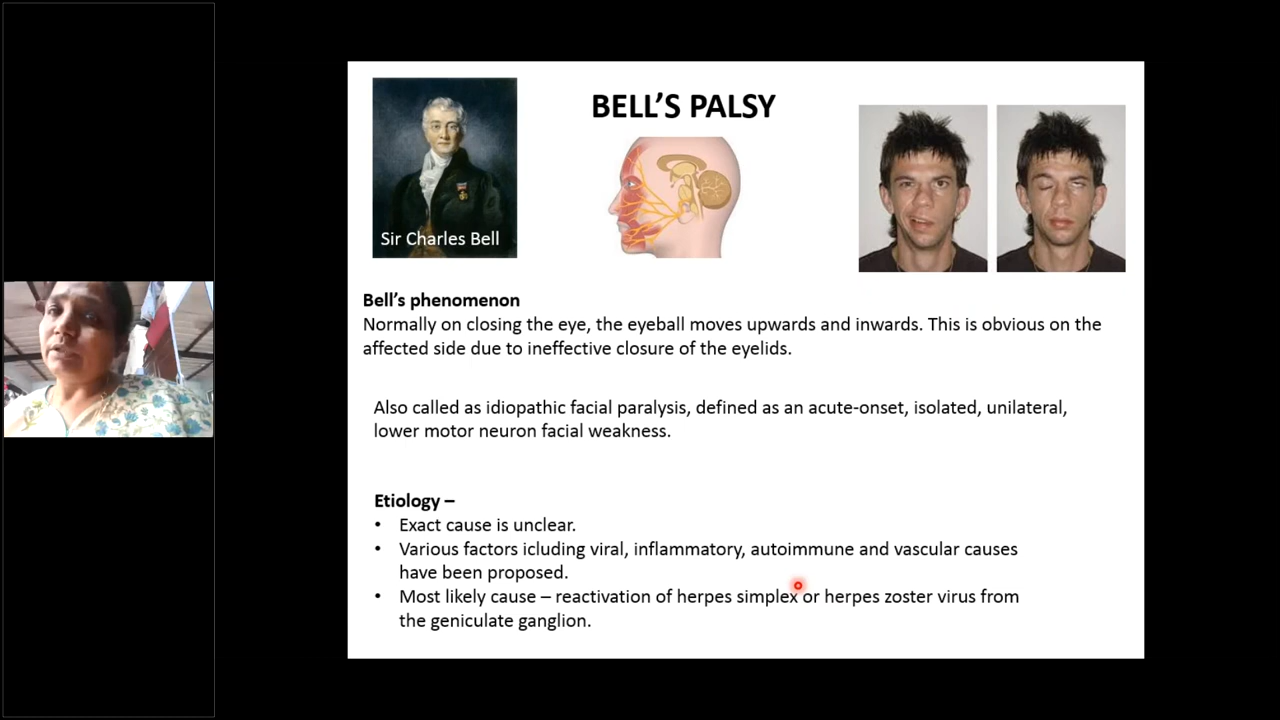 BELL’S PALSY
Sir Charles Bell
Bell’s phenomenon
Normally on closing the eye, the eyeball moves upwards and inwards. This is obvious on the
affected side due to ineffective closure of the eyelids.
Also called as idiopathic facial paralysis, defined as an acute-onset, isolated, unilateral,
lower motor neuron facial weakness.
Etiology –
• Exact cause is unclear.
• Various factors icluding viral, inflammatory, autoimmune and vascular causes
have been proposed.
• Most likely cause – reactivation of herpes simplex or herpes zoster virus from
the geniculate ganglion.